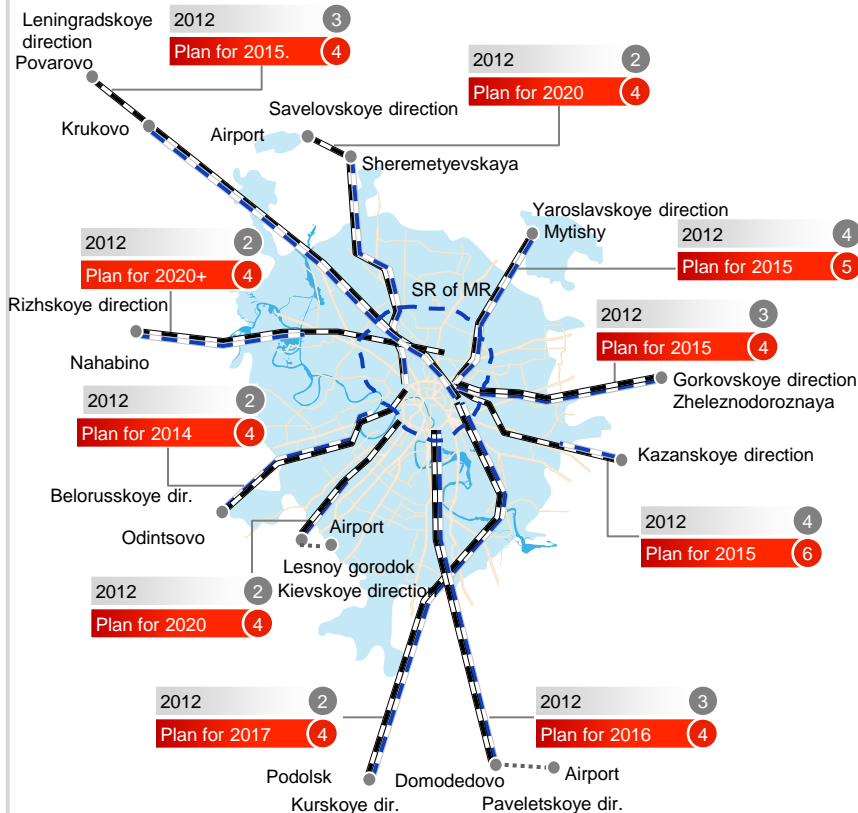 Leningradskoye
direction
Povarovo
2012 3
Plan for 2015. 4
Krukovo
2012 2
Plan for 2020 4
Savelovskoye direction
Airport
Sheremetyevskaya
Yaroslavskoye direction
Mytishy
2012 4
Plan for 2015 5
2012 2
Plan for 2020+ 4
Rizhskoye direction
Nahabino
SR of MR
2012 3
Plan for 2015 4
Gorkovskoye direction
Zheleznodoroznaya
2012 2
Plan for 2014 4
Belorusskoye dir.
Odintsovo
Kazanskoye direction
2012 4
Plan for 2015 6
Airport
Lesnoy gorodok
Kievskoye direction
2012 2
Plan for 2020 4
2012 2
Plan for 2017 4
2012 3
Plan for 2016 4
Podolsk
Kurskoye dir.
Domodedovo
Airport
Paveletskoye dir.